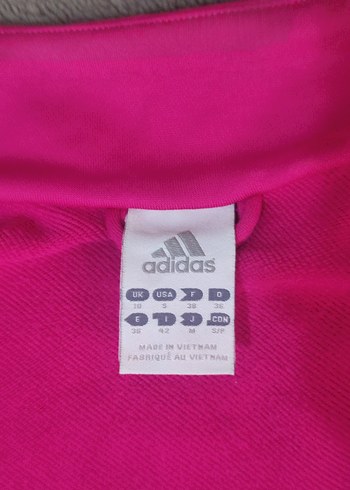 adidas
UK USA F D
10 S 38 36
E I J CDN
38 42 M S/P
MADE IN VIETNAM
FABRIQUÉ AU VIETNAM